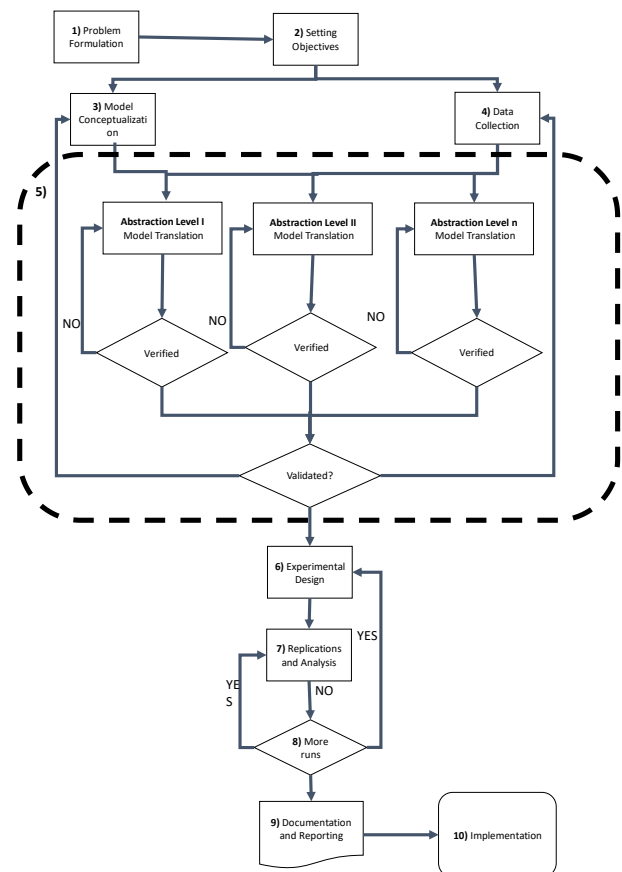 1) Problem
Formulation
2) Setting
Objectives
3) Model
Conceptualizati
on
4) Data
Collection
5)
Abstraction Level I
Model Translation
Abstraction Level II
Model Translation
Abstraction Level n
Model Translation
NO
NO
NO
Verified
Verified
Verified
Validated?
6) Experimental
Design
YES
7) Replications
and Analysis
YE
S
NO
8) More
runs
9) Documentation
and Reporting
10) Implementation